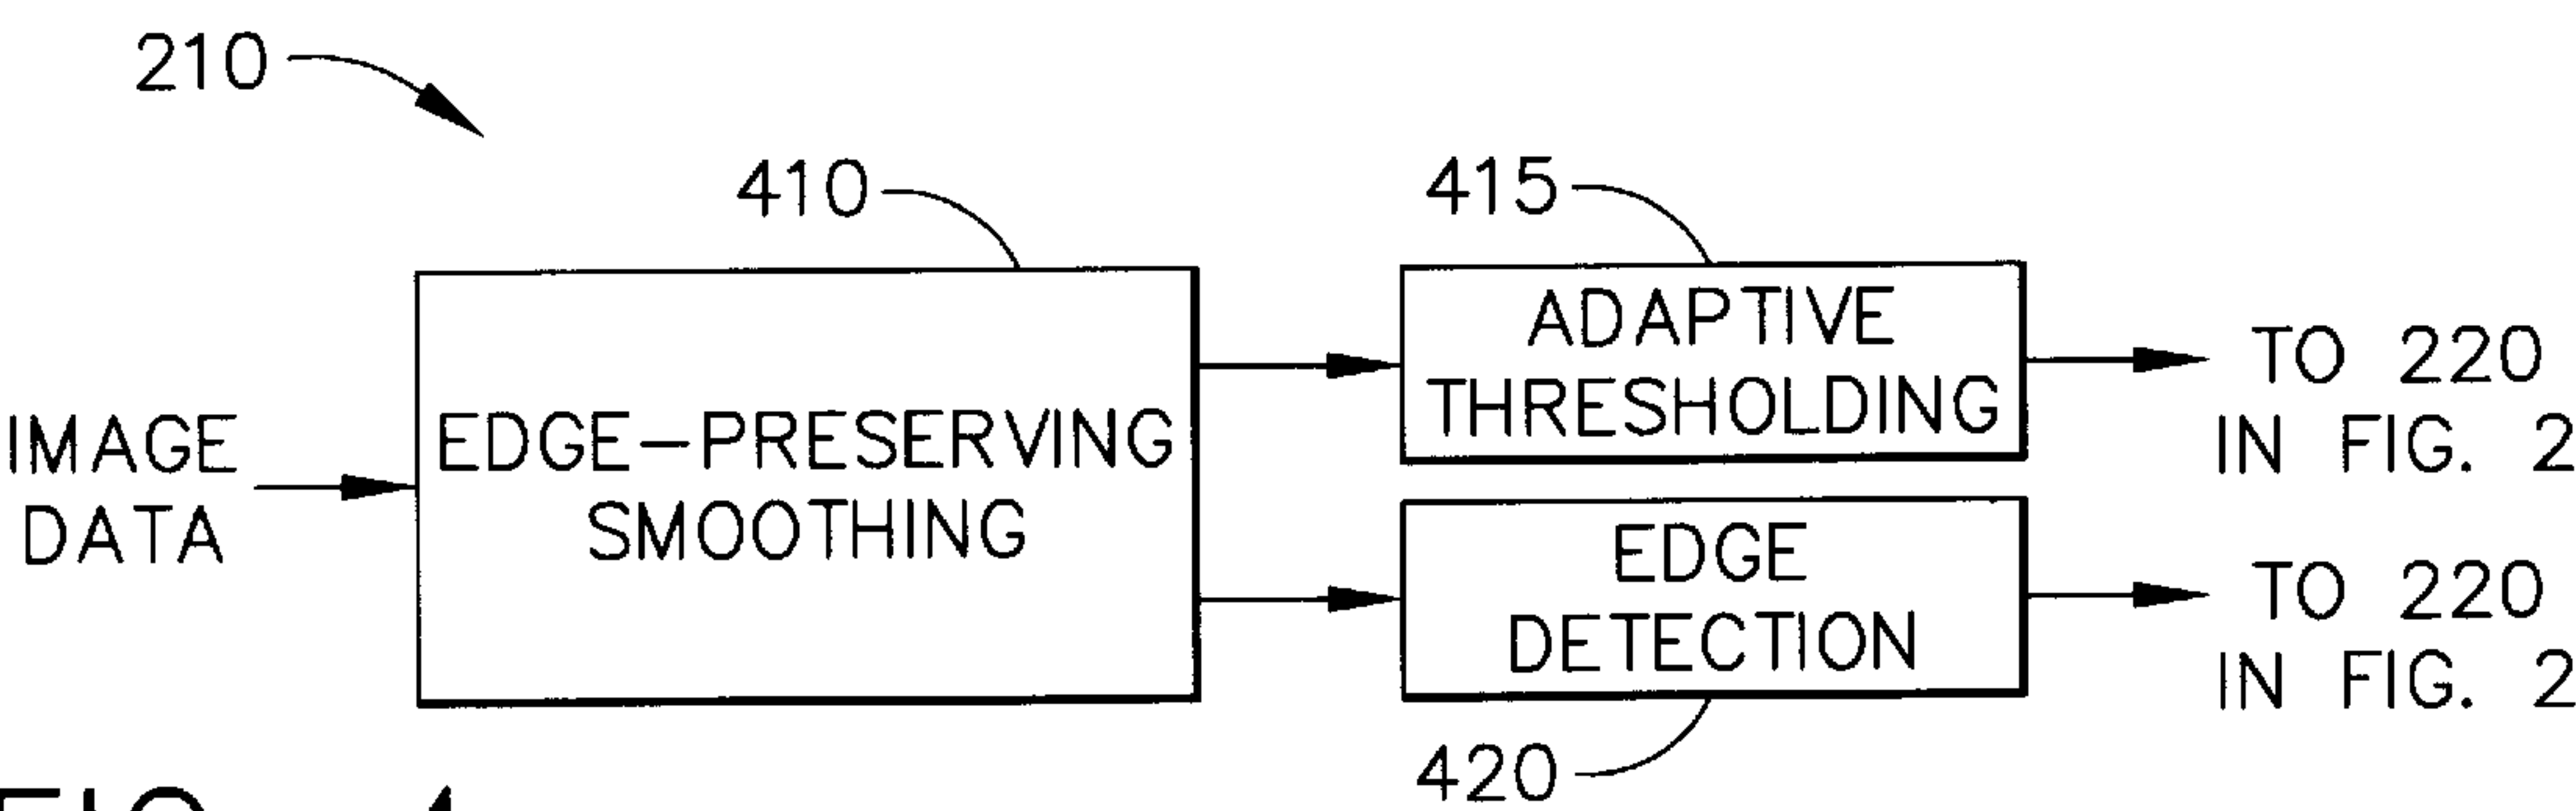 210
410
415
IMAGE
DATA
EDGE-PRESERVING
SMOOTHING
ADAPTIVE
THRESHOLDING
TO 220
IN FIG. 2
EDGE
DETECTION
TO 220
IN FIG. 2
420